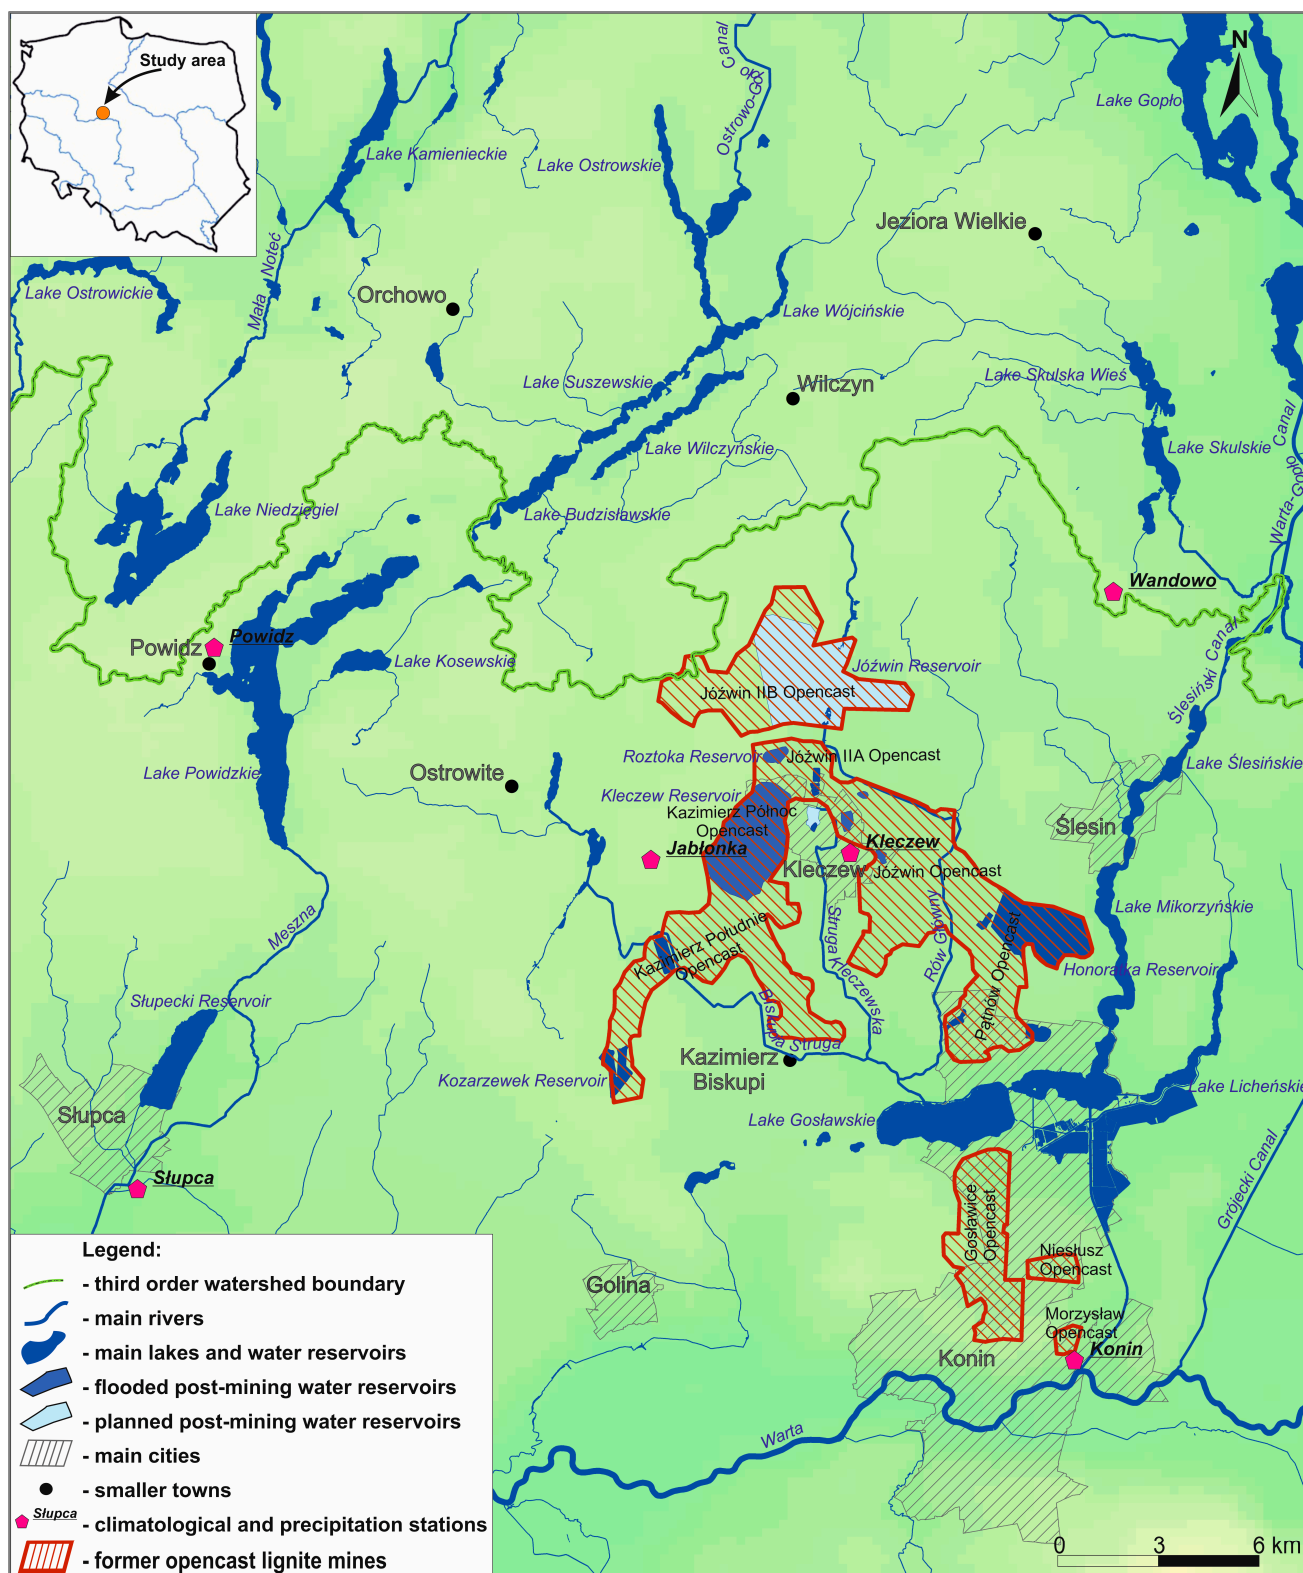 Study area
N
Canal
Ostrowo-Gopło
Lake Gopło
Lake Kamienieckie
Lake Ostrowskie
Jeziora Wielkie
Mała Noteć
Lake Ostrowickie
Orchowo
Lake Wójcińskie
Lake Suszewskie
Wilczyn
Lake Skulska Wieś
Lake Wilczyńskie
Lake Skulskie
Warta-Gopło Canal
Lake Niedzięgiel
Lake Budzisławskie
Wandowo
Powidz
Powidz
Lake Kosewskie
Jóźwin Reservoir
Jóźwin IIB Opencast
Ślesiński Canal
Roztoka Reservoir
Jóźwin IIA Opencast
Lake Ślesińskie
Lake Powidzkie
Ostrowite
Kleczew Reservoir
Kazimierz Północ
Opencast
Ślesin
Jabłonka
Kleczew
Kleczew
Jóźwin Opencast
Meszna
Struga Kleczewska
Rów Główny
Lake Mikorzyńskie
Kazimierz Południe
Opencast
Pątnów Opencast
Honoratka Reservoir
Słupecki Reservoir
Biskupia Struga
Kazimierz
Biskupi
Kozarzewek Reservoir
Lake Licheńskie
Słupca
Lake Gosławskie
Słupca
Grójecki Canal
Gosławice
Opencast
Niesłusz
Opencast
Golina
Morzysław
Opencast
Konin
Konin
Warta
Legend:
- third order watershed boundary
- main rivers
- main lakes and water reservoirs
- flooded post-mining water reservoirs
- planned post-mining water reservoirs
- main cities
- smaller towns
Słupca - climatological and precipitation stations
- former opencast lignite mines
0 3 6 km